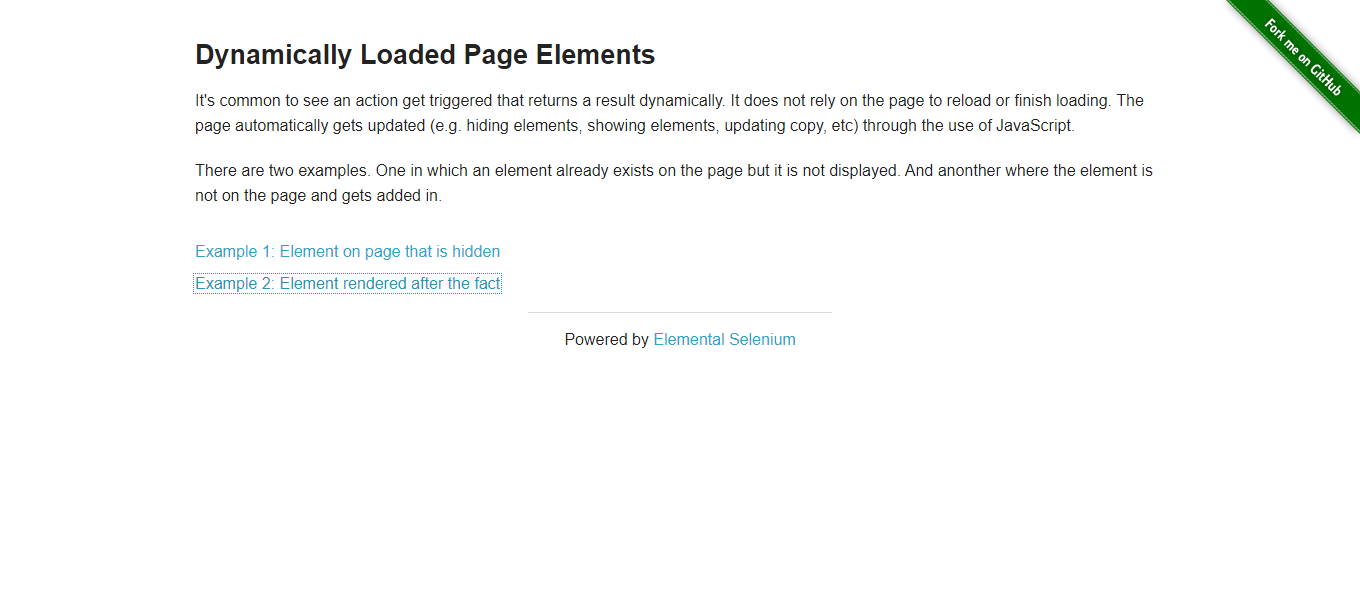 Fork me on GitHub
Dynamically Loaded Page Elements
It's common to see an action get triggered that returns a result dynamically. It does not rely on the page to reload or finish loading. The
page automatically gets updated (e.g. hiding elements, showing elements, updating copy, etc) through the use of JavaScript.
There are two examples. One in which an element already exists on the page but it is not displayed. And anonther where the element is
not on the page and gets added in.
Example 1: Element on page that is hidden
Example 2: Element rendered after the fact
Powered by Elemental Selenium